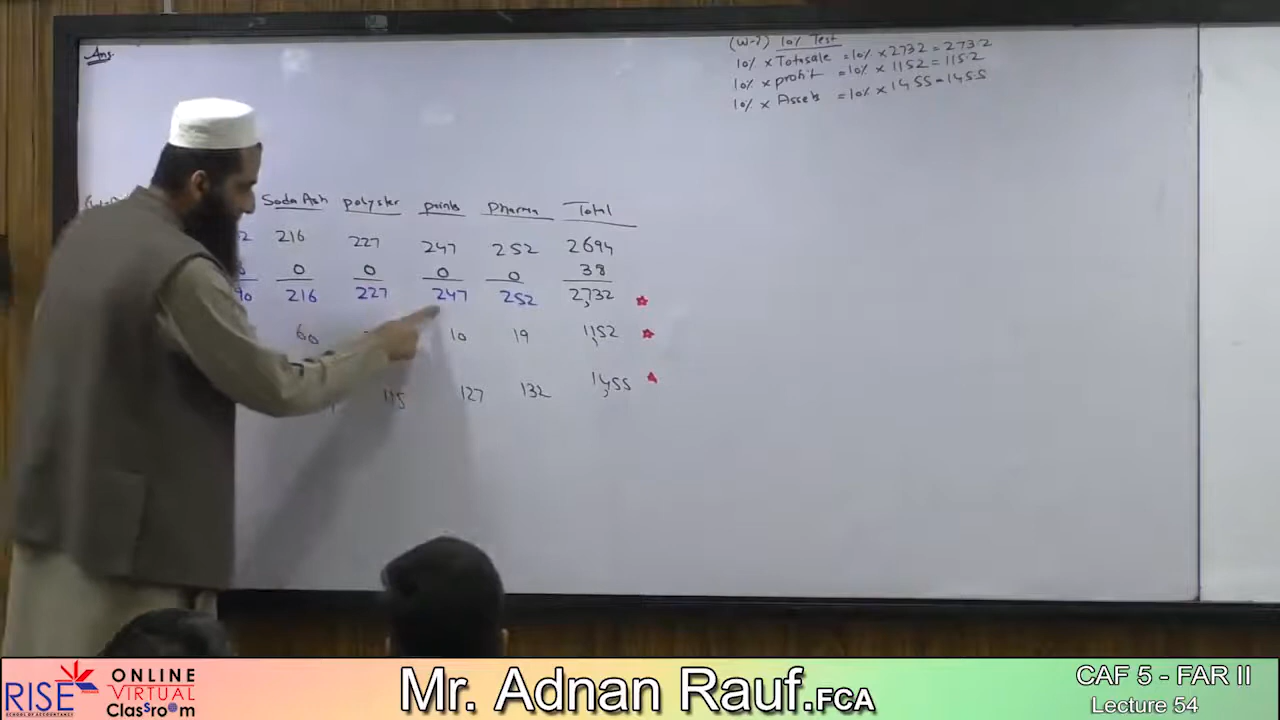 Ans.
(W-2) 10% Test
10% x Totosale = 10% x 2732 = 273.2
10% x profit = 10% x 1152 = 115.2
10% x Assets = 10% x 1455 = 145.5
Soda Ash polyster paints Pharma Total
2 216 227 247 252 2694
0 0 0 0 38
90 216 227 247 252 2,732
60 10 19 1,152
115 127 132 1,455
RISE
SCHOOL OF ACCOUNTANCY
ONLINE
VIRTUAL
Classroom
Mr. Adnan Rauf.FCA
CAF 5 - FAR II
Lecture 54